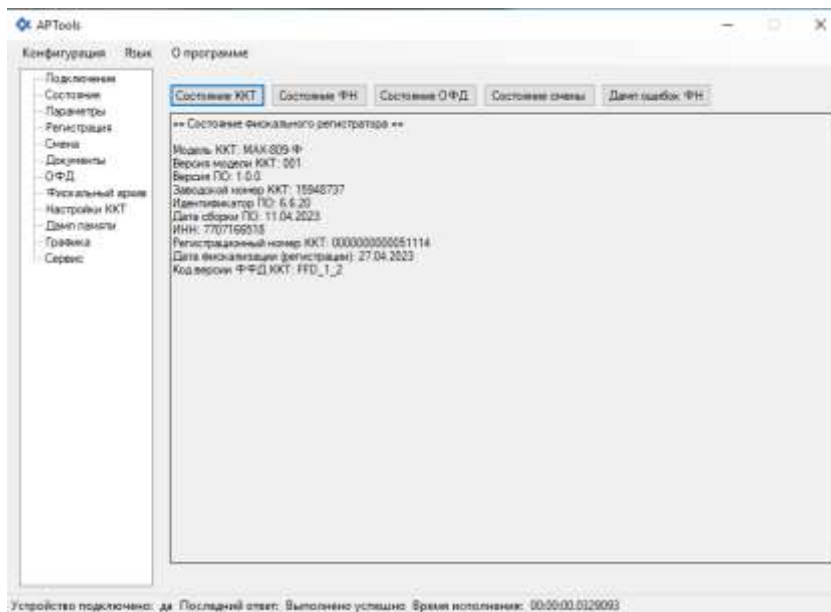 APTools
Конфигурация Язык О программе
Подключение
Состояние
Параметры
Регистрация
Смена
Документы
ОФД
Фискальный архив
Настройки ККТ
Дамп памяти
Графика
Сервис
Состояние ККТ Состояние ФН Состояние ОФД Состояние смены Дамп ошибок ФН
== Состояние фискального регистратора ==
Модель ККТ: МАК-809-Ф
Версия модели ККТ: 001
Версия ПО: 1.0.0
Заводской номер ККТ: 15948737
Идентификатор ПО: 6.6.20
Дата сборки ПО: 11.04.2023
ИНН: 7707166518
Регистрационный номер ККТ: 0000000000051114
Дата фискализации (регистрации): 27.04.2023
Код версии ФФД ККТ: FFD_1_2
Устройство подключено: да Последний ответ: Выполнено успешно Время исполнения: 00:00:00.0329093